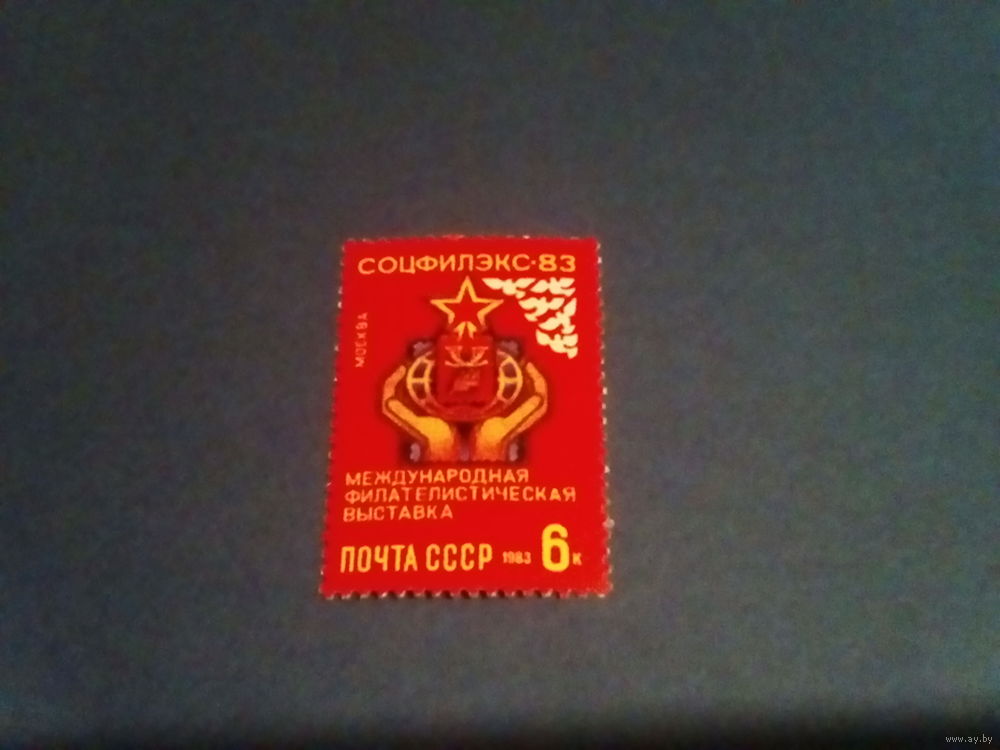 СОЦФИЛЭКС·83
МОСКВА
МЕЖДУНАРОДНАЯ
ФИЛАТЕЛИСТИЧЕСКАЯ
ВЫСТАВКА
ПОЧТА СССР 1983 6к
www.ay.by